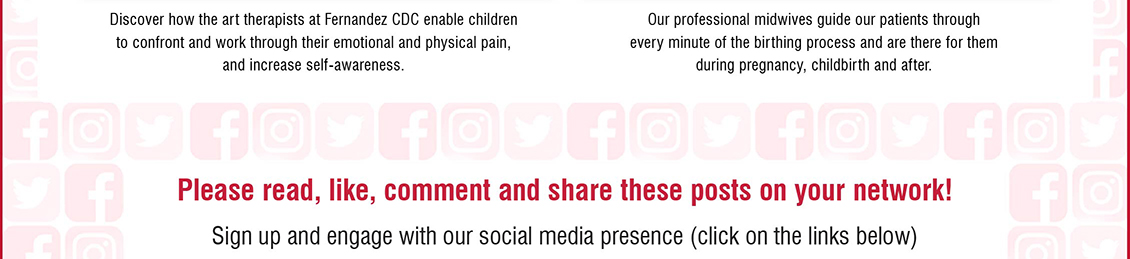 Discover how the art therapists at Fernandez CDC enable children
to confront and work through their emotional and physical pain,
and increase self-awareness.
Our professional midwives guide our patients through
every minute of the birthing process and are there for them
during pregnancy, childbirth and after.
Please read, like, comment and share these posts on your network!
Sign up and engage with our social media presence (click on the links below)